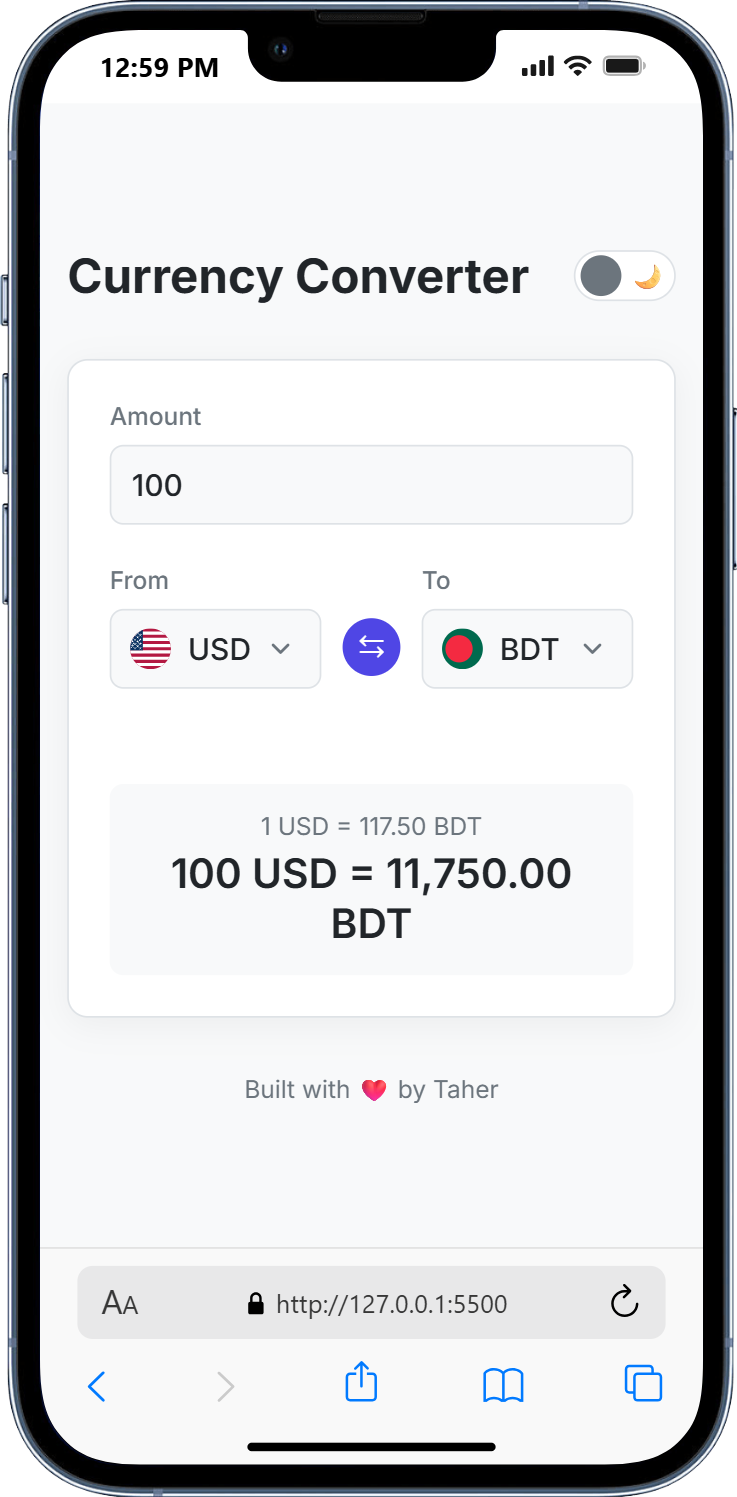 12:59 PM
Currency Converter
Amount
100
From To
USD BDT
1 USD = 117.50 BDT
100 USD = 11,750.00
BDT
Built with ❤️ by Taher
AA http://127.0.0.1:5500